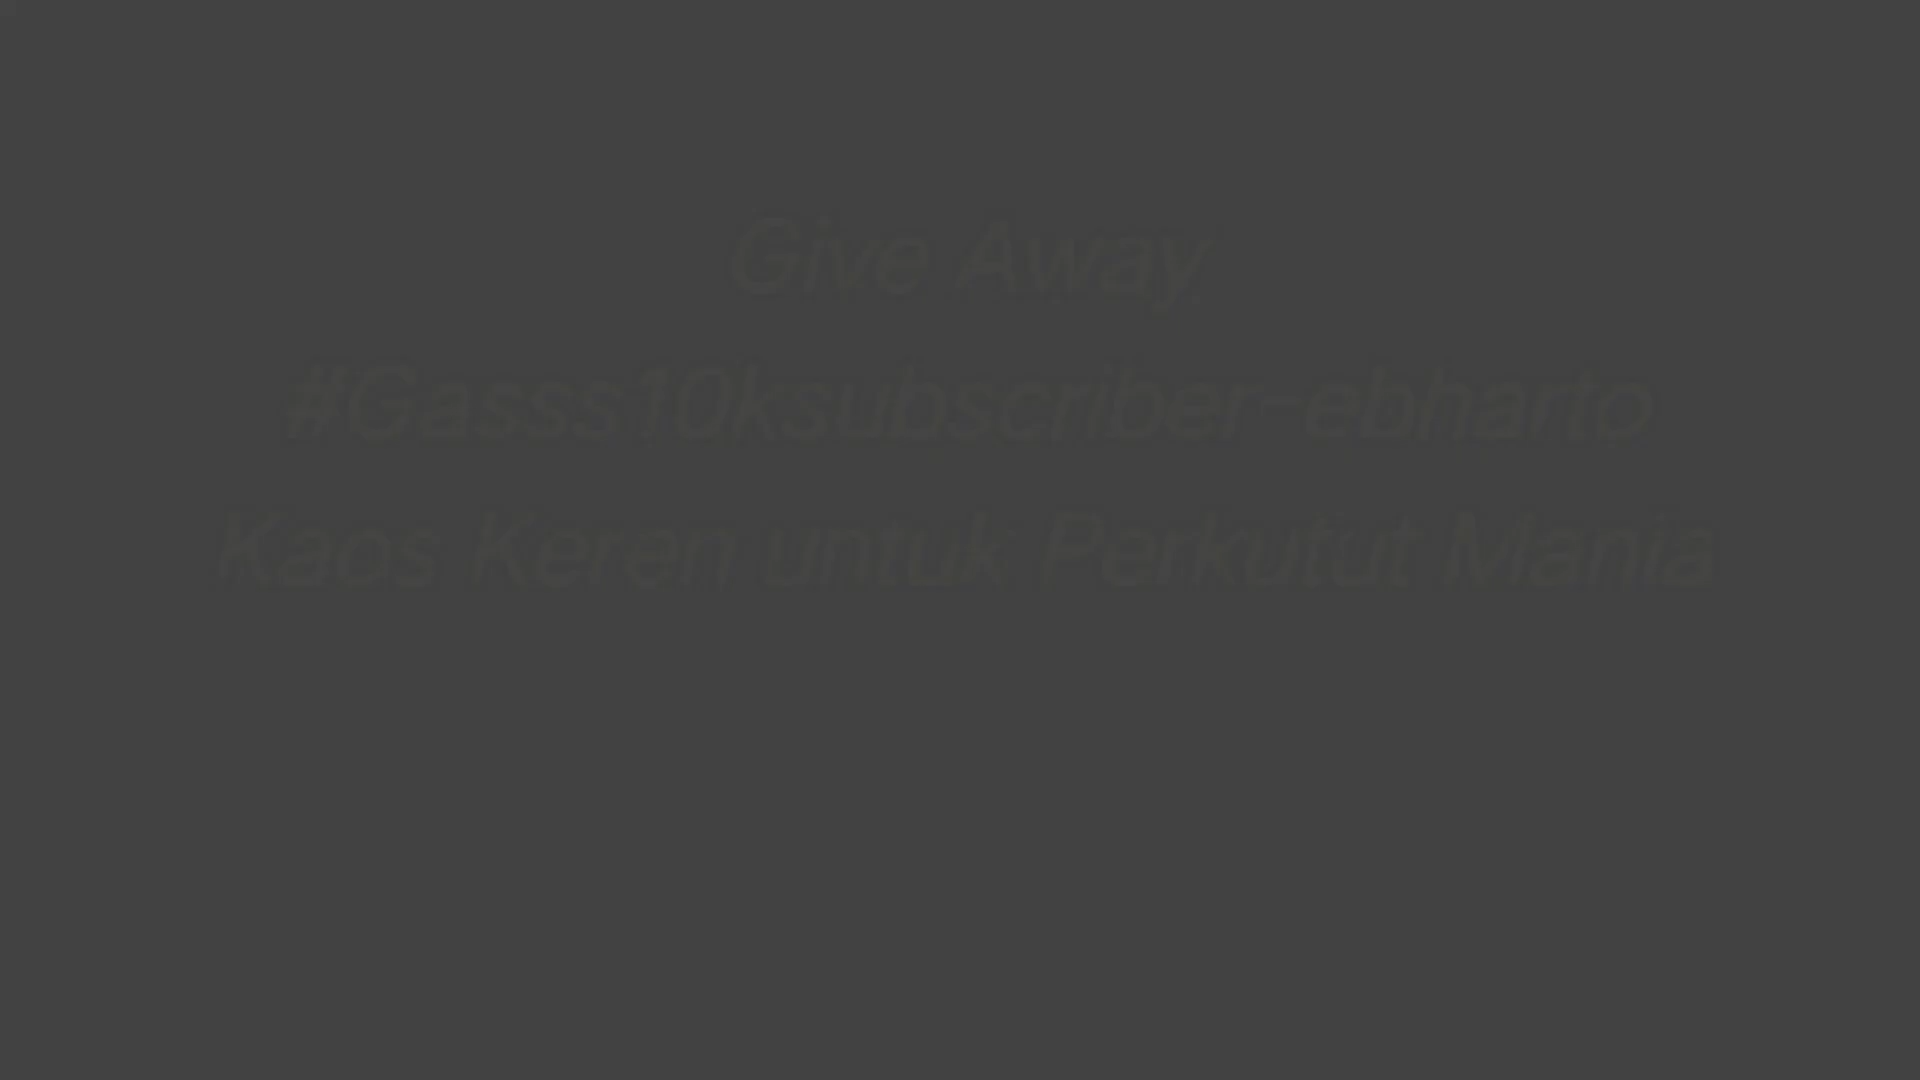 Give Away
#Gasss10ksubscriber-ebharto
Kaos Keren untuk Perkutut Mania